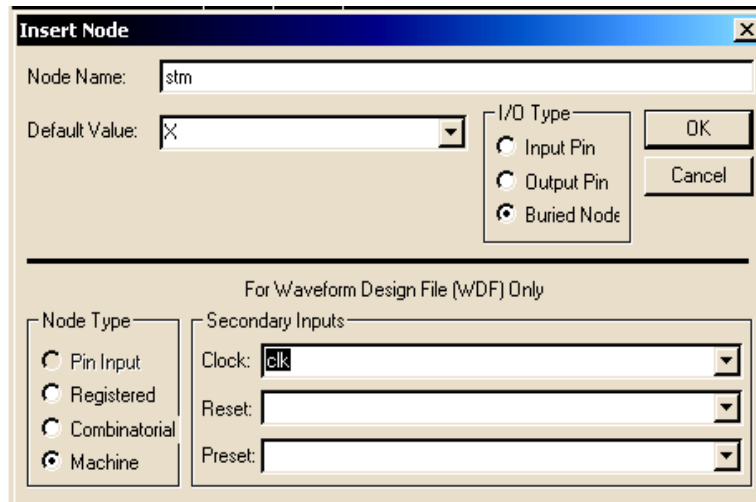 Insert Node
Node Name: stm
Default Value: X
I/O Type
Input Pin
Output Pin
Buried Node
OK
Cancel
For Waveform Design File (WDF) Only
Node Type
Pin Input
Registered
Combinatorial
Machine
Secondary Inputs
Clock: clk
Reset:
Preset: